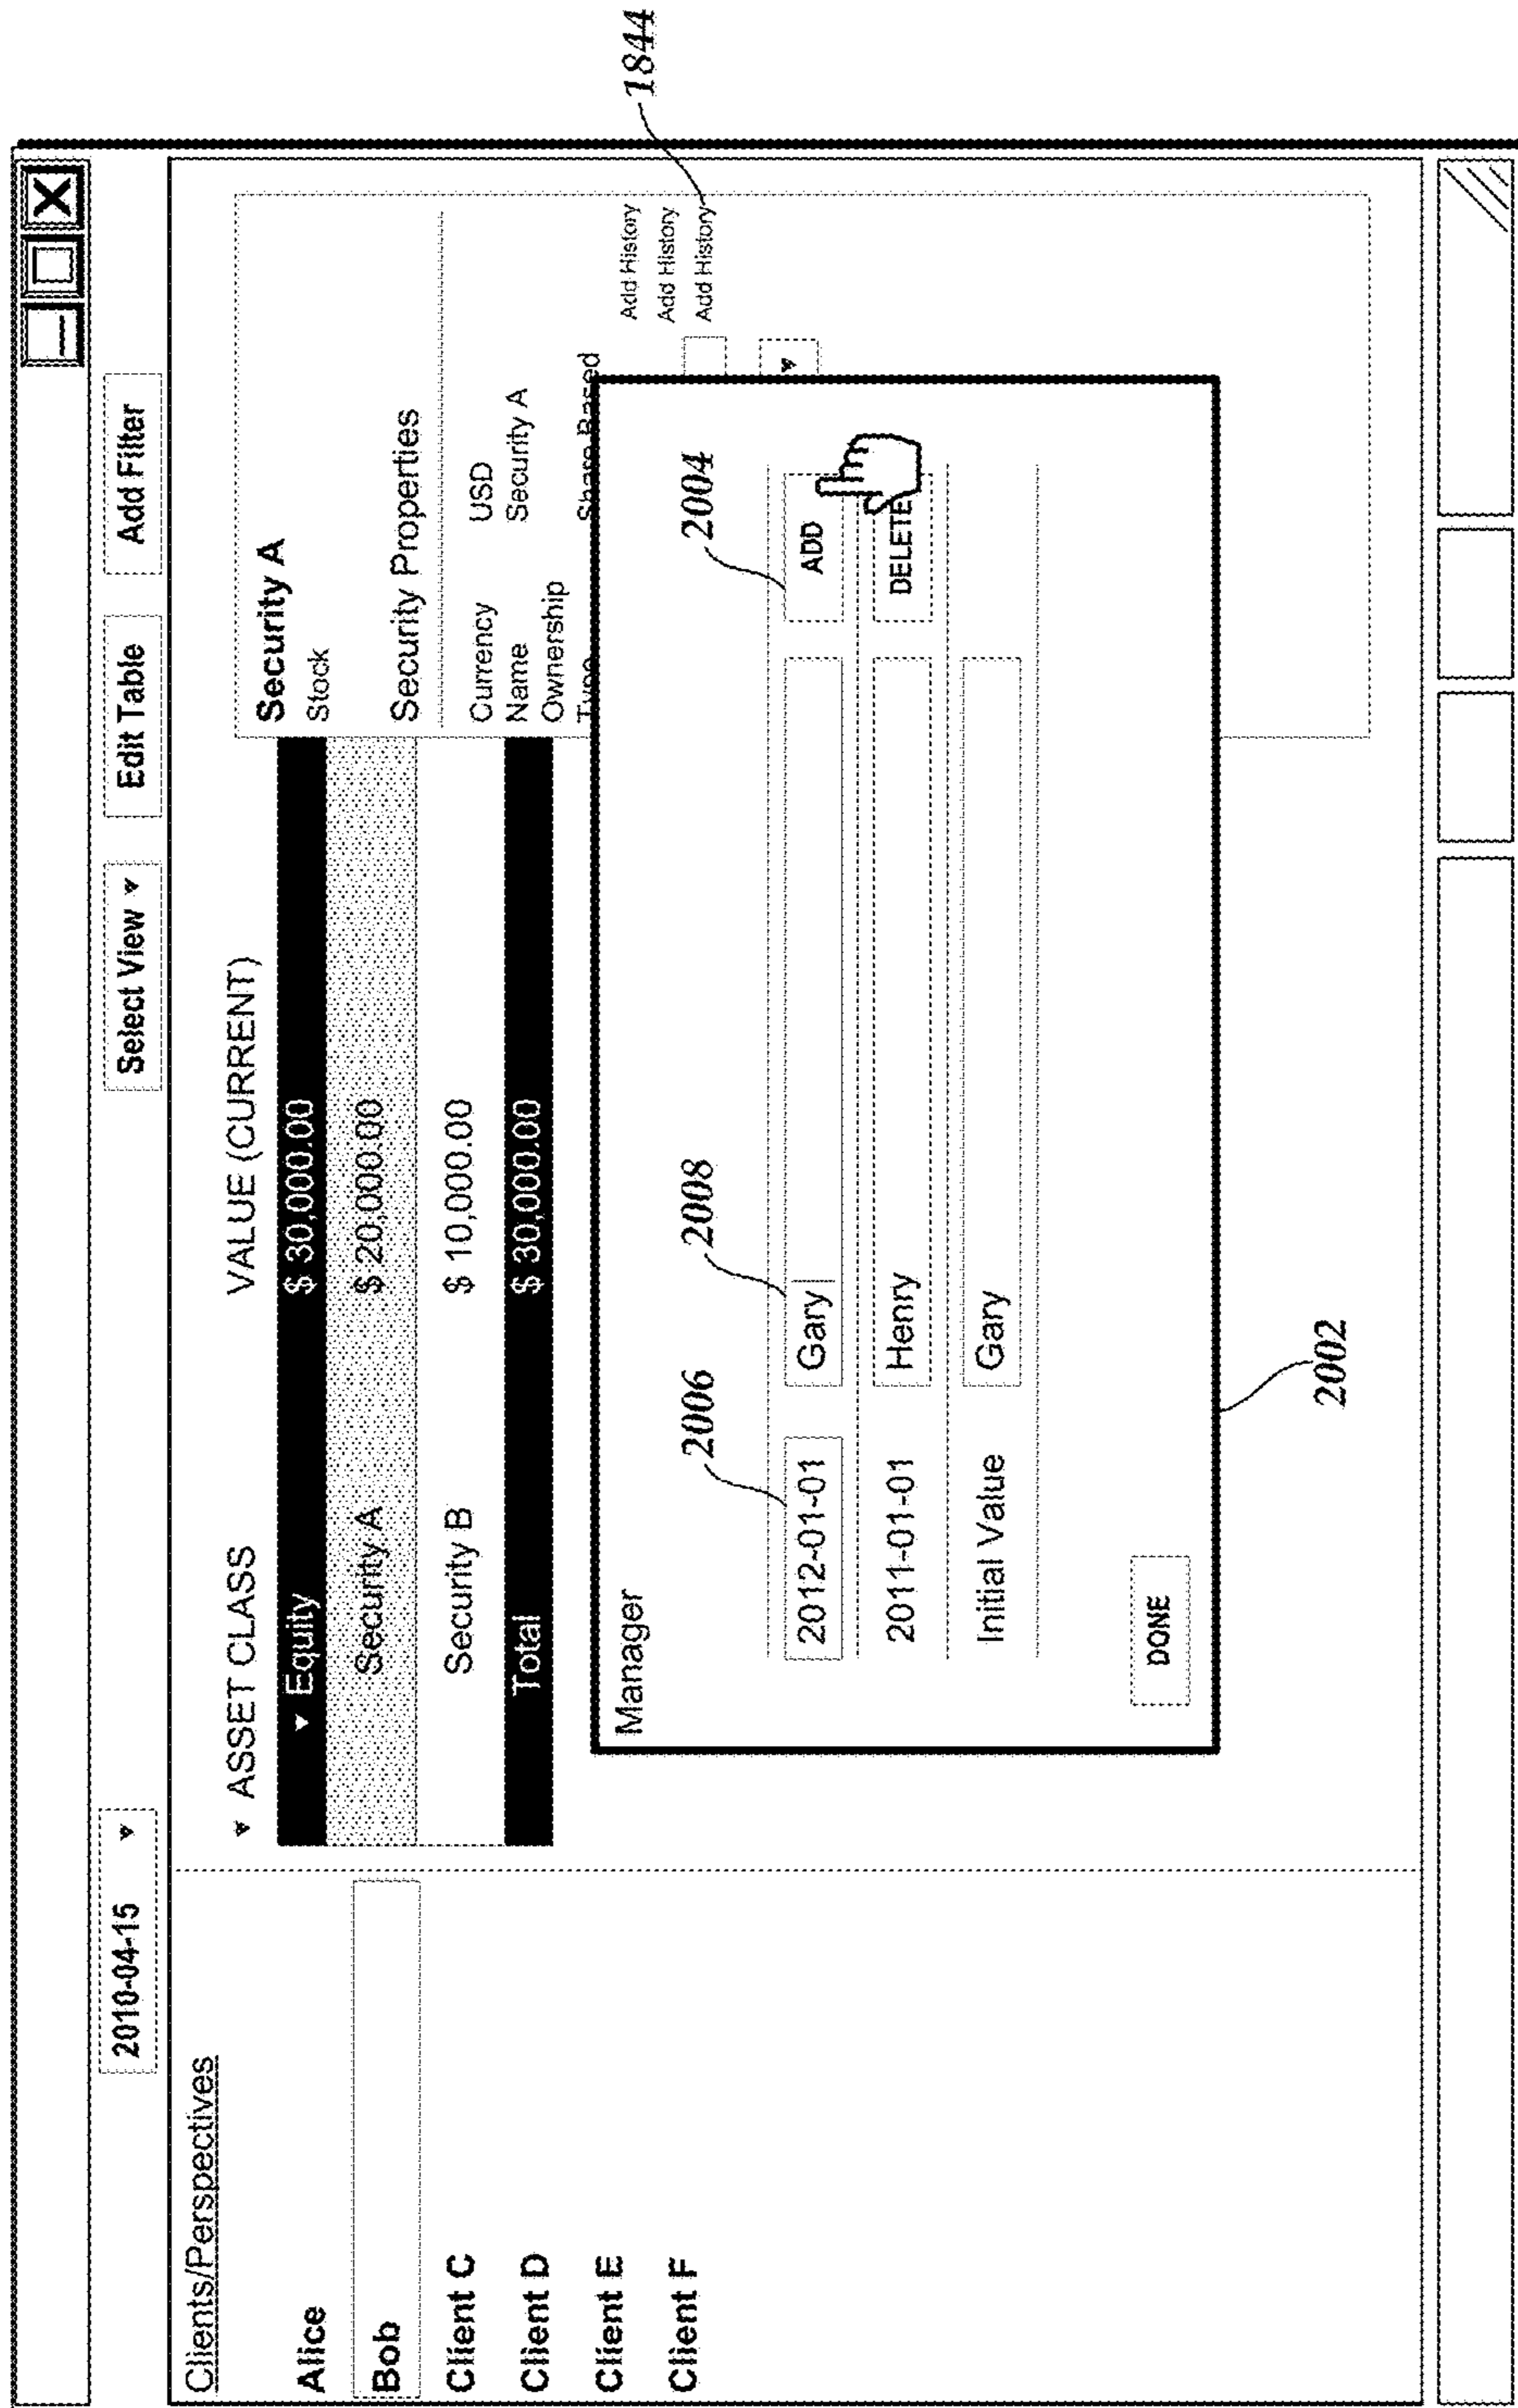 X
2010-04-15
Select View
Edit Table
Add Filter
Clients/Perspectives
Alice
Bob
Client C
Client D
Client E
Client F
ASSET CLASS VALUE (CURRENT)
Equity $ 30,000.00
Security A $ 20,000.00
Security B $ 10,000.00
Total $ 30,000.00
Security A
Stock
Security Properties
Currency USD
Name Security A
Ownership
Type Share Based
Add History
Add History
Add History
1844
Manager
2006 2008 2004
2012-01-01 Gary ADD
2011-01-01 Henry DELETE
Initial Value Gary
DONE
2002